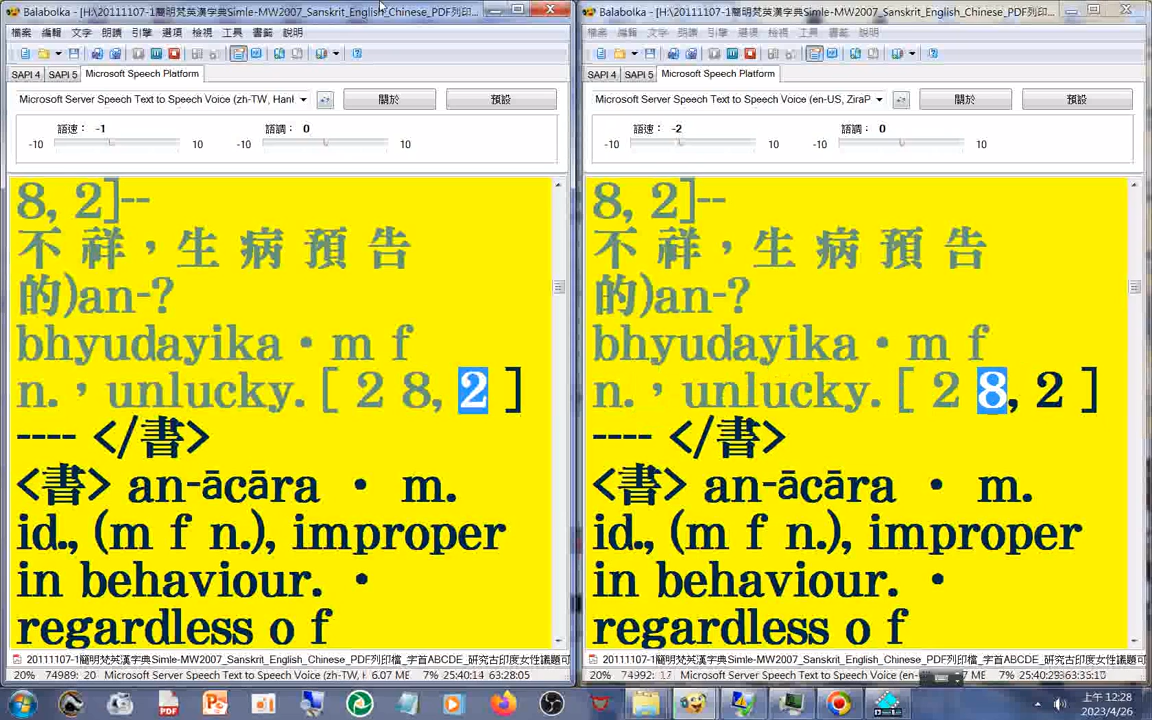 Balabolka - [H:\20111107-1簡明梵英漢字典Simle-MW2007_Sanskrit_English_Chinese_PDF列印...
檔案 編輯 文字 朗讀 引擎 選項 檢視 工具 書籤 說明
SAPI 4 SAPI 5 Microsoft Speech Platform
Microsoft Server Speech Text to Speech Voice (zh-TW, Hanl 關於 預設
語速： -1 語調： 0
-10 10 -10 10
8, 2]--
不 祥，生 病 預 告
的)an-?
bhyudayika • m f
n.，unlucky. [ 2 8, 2 ]
---- </書>
<書> an-ācāra • m.
id., (m f n.), improper
in behaviour. •
regardless o f
20111107-1簡明梵英漢字典Simle-MW2007_Sanskrit_English_Chinese_PDF列印檔_字首ABCDE_研究古印度女性議題可
20% 74989: 20 Microsoft Server Speech Text to Speech Voice (zh-TW, 6.07 ME 7% 25:40:14 63:28:05
Balabolka - [H:\20111107-1簡明梵英漢字典Simle-MW2007_Sanskrit_English_Chinese_PDF列印...
檔案 編輯 文字 朗讀 引擎 選項 檢視 工具 書籤 說明
SAPI 4 SAPI 5 Microsoft Speech Platform
Microsoft Server Speech Text to Speech Voice (en-US, ZiraP 關於 預設
語速： -2 語調： 0
-10 10 -10 10
8, 2]--
不 祥，生 病 預 告
的)an-?
bhyudayika • m f
n.，unlucky. [ 2 8, 2 ]
---- </書>
<書> an-ācāra • m.
id., (m f n.), improper
in behaviour. •
regardless o f
20111107-1簡明梵英漢字典Simle-MW2007_Sanskrit_English_Chinese_PDF列印檔_字首ABCDE_研究古印度女性議題可
20% 74992: Microsoft Server Speech Text to Speech Voice 7%
上午 12:28
2023/4/26